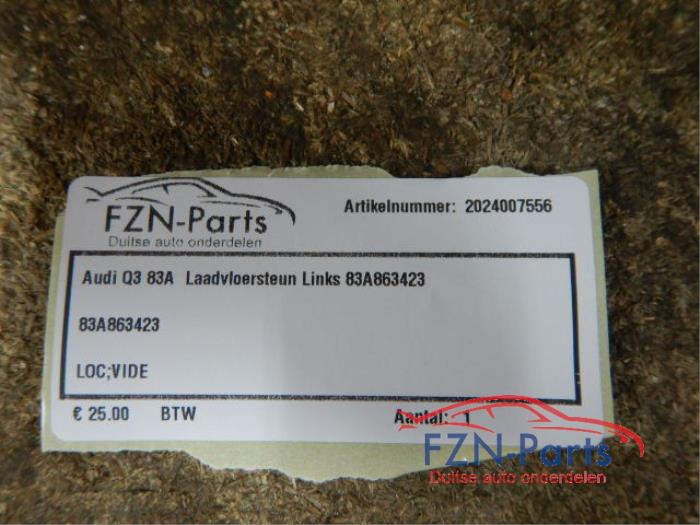 FZN-Parts
Duitse auto onderdelen
Artikelnummer: 2024007556
Audi Q3 83A Laadvloersteun Links 83A863423
83A863423
LOC;VIDE
€ 25.00 BTW Aantal: 1
FZN-Parts
Duitse auto onderdelen